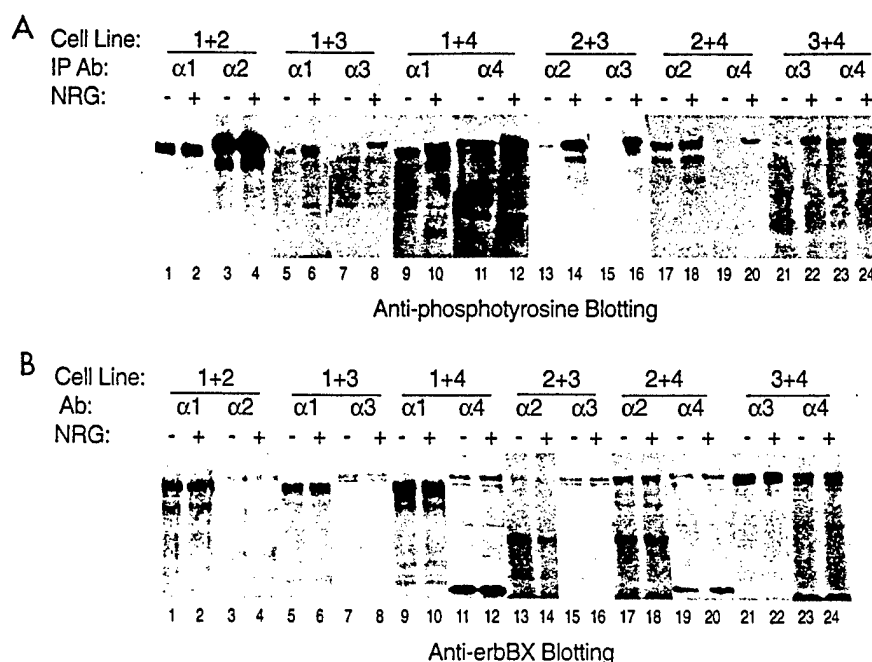 A
Cell Line: 1+2 1+3 1+4 2+3 2+4 3+4
IP Ab: α1 α2 α1 α3 α1 α4 α2 α3 α2 α4 α3 α4
NRG: - + - + - + - + - + - + - + - + - + - + - + - +
1 2 3 4 5 6 7 8 9 10 11 12 13 14 15 16 17 18 19 20 21 22 23 24
Anti-phosphotyrosine Blotting
B
Cell Line: 1+2 1+3 1+4 2+3 2+4 3+4
Ab: α1 α2 α1 α3 α1 α4 α2 α3 α2 α4 α3 α4
NRG: - + - + - + - + - + - + - + - + - + - + - + - +
1 2 3 4 5 6 7 8 9 10 11 12 13 14 15 16 17 18 19 20 21 22 23 24
Anti-erbBX Blotting